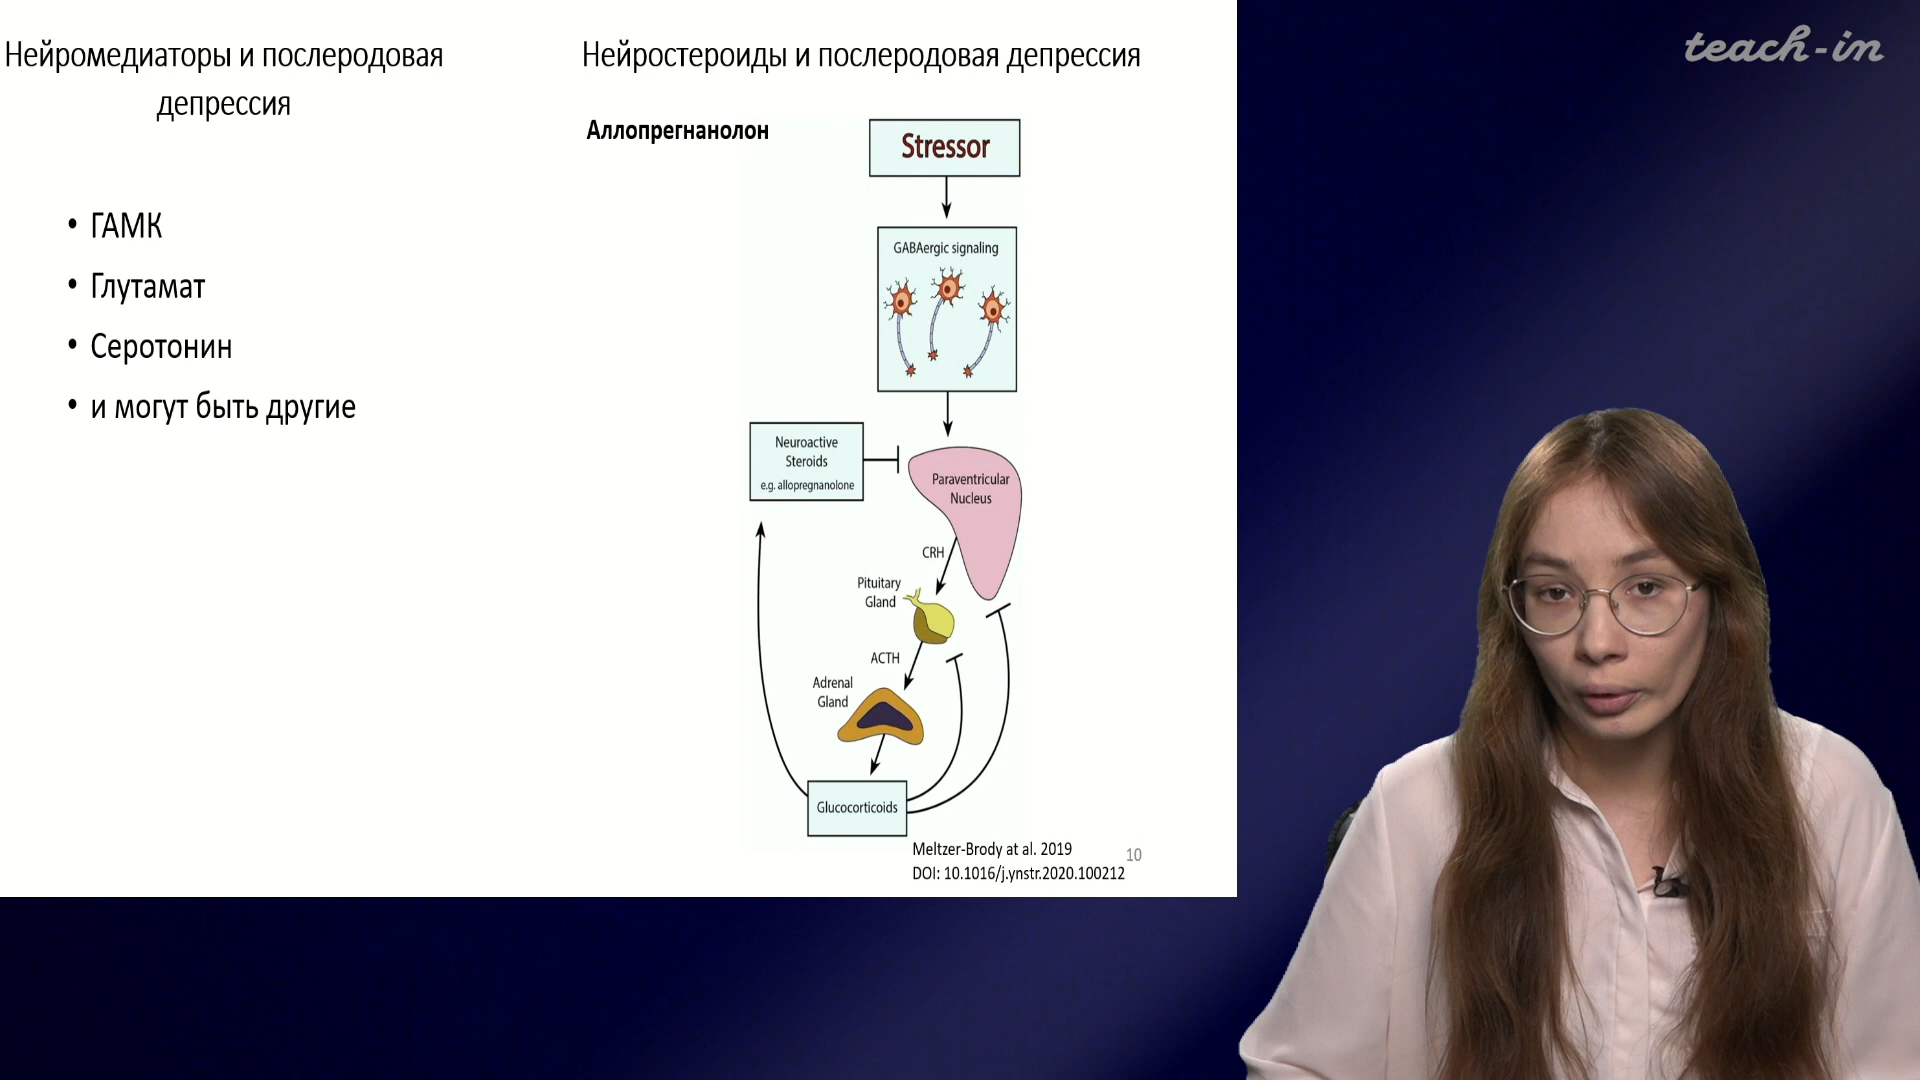 Нейромедиаторы и послеродовая
депрессия
• ГАМК
• Глутамат
• Серотонин
• и могут быть другие
Нейростероиды и послеродовая депрессия
Аллопрегнанолон
Stressor
GABAergic signaling
Neuroactive
Steroids
e.g. allopregnanolone
Paraventricular
Nucleus
CRH
Pituitary
Gland
ACTH
Adrenal
Gland
Glucocorticoids
Meltzer-Brody at al. 2019
DOI: 10.1016/j.ynstr.2020.100212
10
teach-in